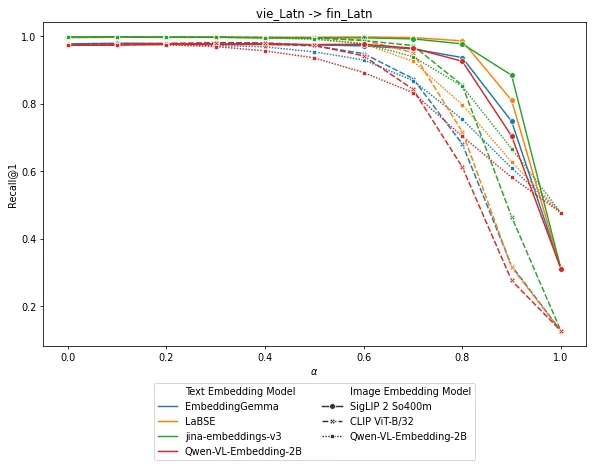 vie_Latn -> fin_Latn
Recall@1
1.0
0.8
0.6
0.4
0.2
0.0 0.2 0.4 0.6 0.8 1.0
α
Text Embedding Model
EmbeddingGemma
LaBSE
jina-embeddings-v3
Qwen-VL-Embedding-2B
Image Embedding Model
SigLIP 2 So400m
CLIP ViT-B/32
Qwen-VL-Embedding-2B